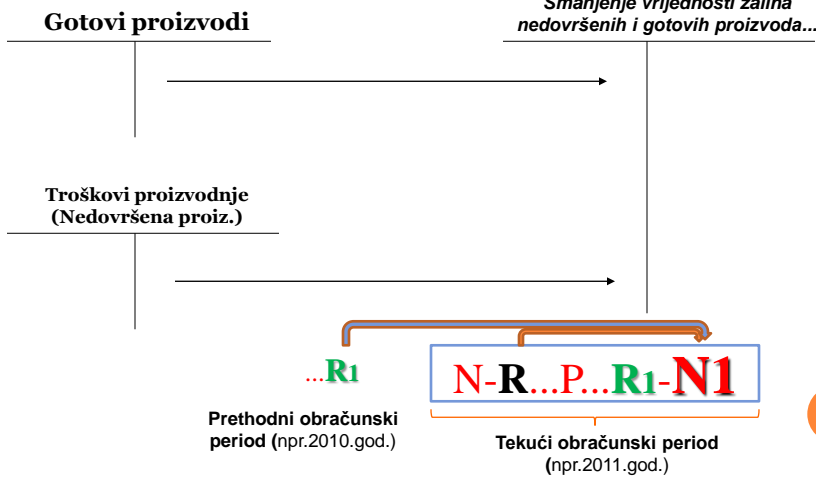 Gotovi proizvodi
Smanjenje vrijednosti zaliha
nedovršenih i gotovih proizvoda...
Troškovi proizvodnje
(Nedovršena proiz.)
...R1
N-R...P...R1-N1
Prethodni obračunski
period (npr.2010.god.)
Tekući obračunski period
(npr.2011.god.)